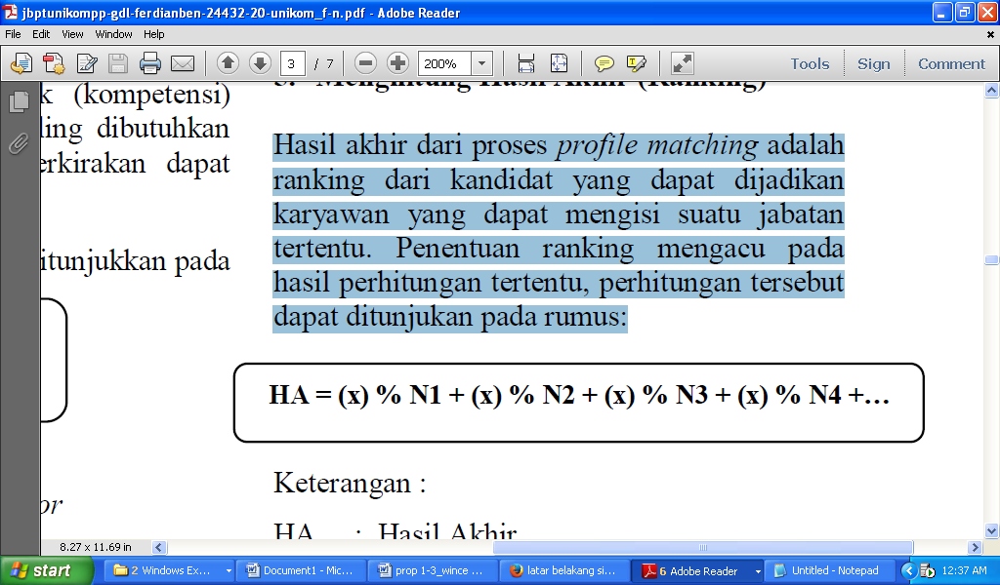 jbptunikompp-gdl-ferdianben-24432-20-unikom_f-n.pdf - Adobe Reader
File Edit View Window Help
3 / 7 200% Tools Sign Comment
k (kompetensi)
ling dibutuhkan
erkirakan dapat
itunjukkan pada
or
3. Menghitung Hasil Akhir (Ranking)
Hasil akhir dari proses profile matching adalah
ranking dari kandidat yang dapat dijadikan
karyawan yang dapat mengisi suatu jabatan
tertentu. Penentuan ranking mengacu pada
hasil perhitungan tertentu, perhitungan tersebut
dapat ditunjukan pada rumus:
HA = (x) % N1 + (x) % N2 + (x) % N3 + (x) % N4 +…
Keterangan :
HA : Hasil Akhir
8.27 x 11.69 in
start 2 Windows Ex... Document1 - Mic... prop 1-3_wince ... latar belakang si... 6 Adobe Reader Untitled - Notepad 12:37 AM